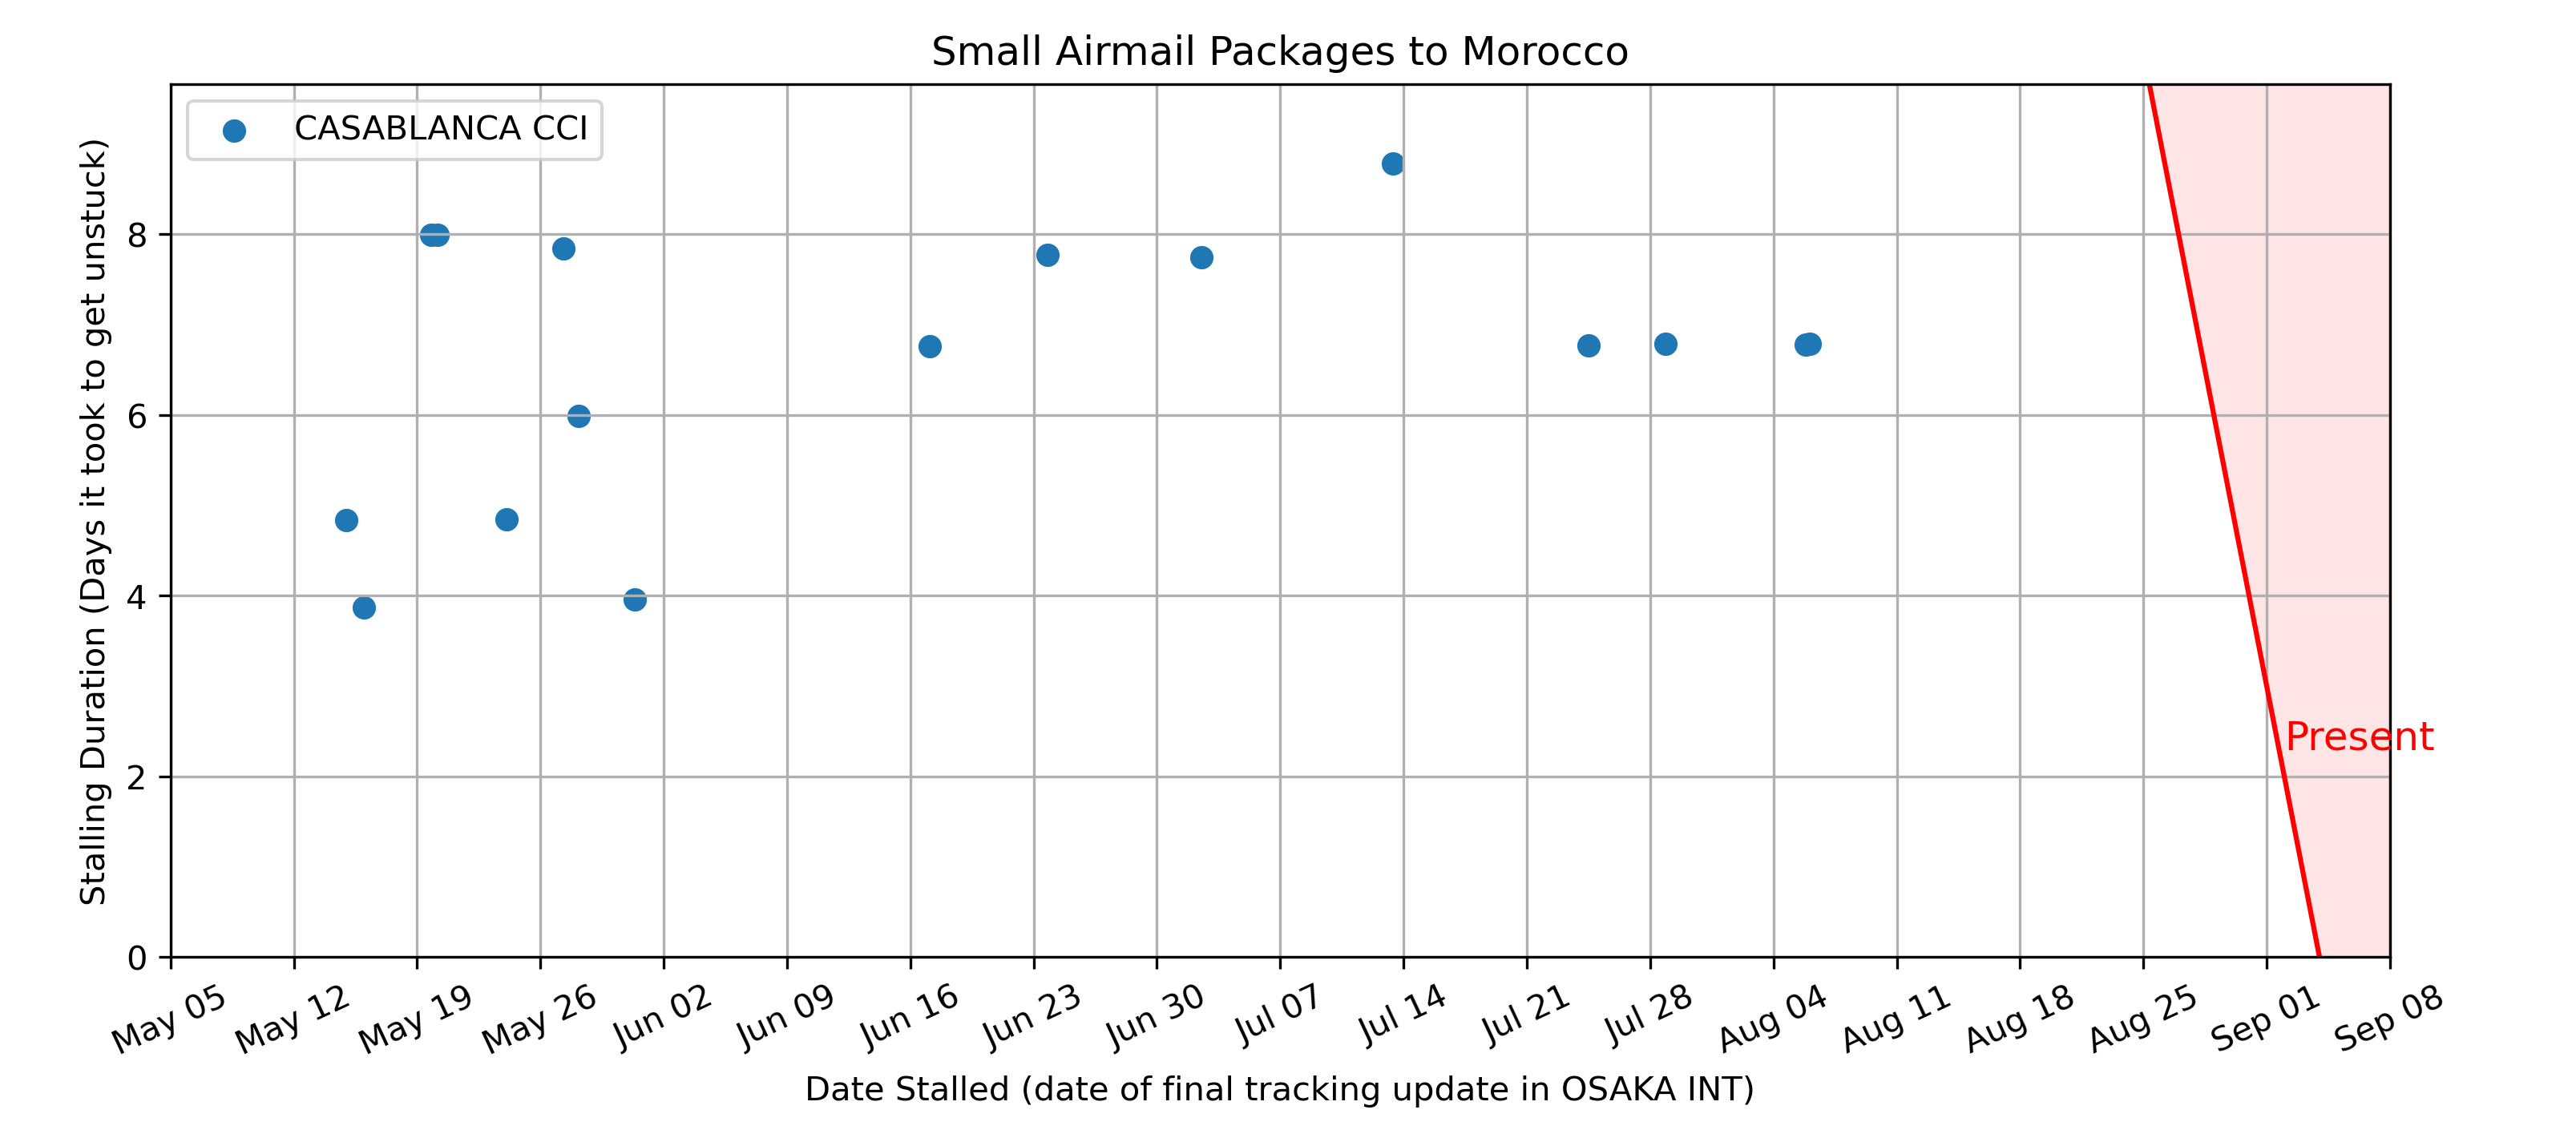 Small Airmail Packages to Morocco
CASABLANCA CCI
Stalling Duration (Days it took to get unstuck)
8
6
4
2
0
Present
May 05
May 12
May 19
May 26
Jun 02
Jun 09
Jun 16
Jun 23
Jun 30
Jul 07
Jul 14
Jul 21
Jul 28
Aug 04
Aug 11
Aug 18
Aug 25
Sep 01
Sep 08
Date Stalled (date of final tracking update in OSAKA INT)